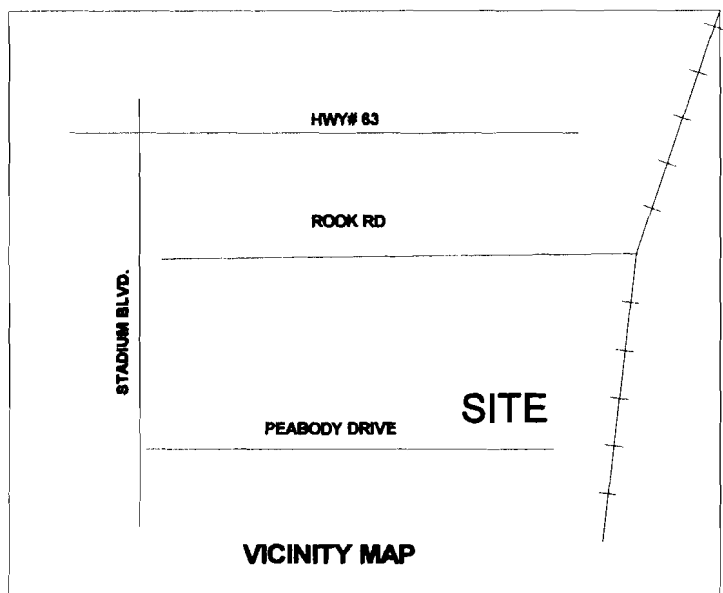 HWY# 63
ROOK RD
STADIUM BLVD.
SITE
PEABODY DRIVE
VICINITY MAP